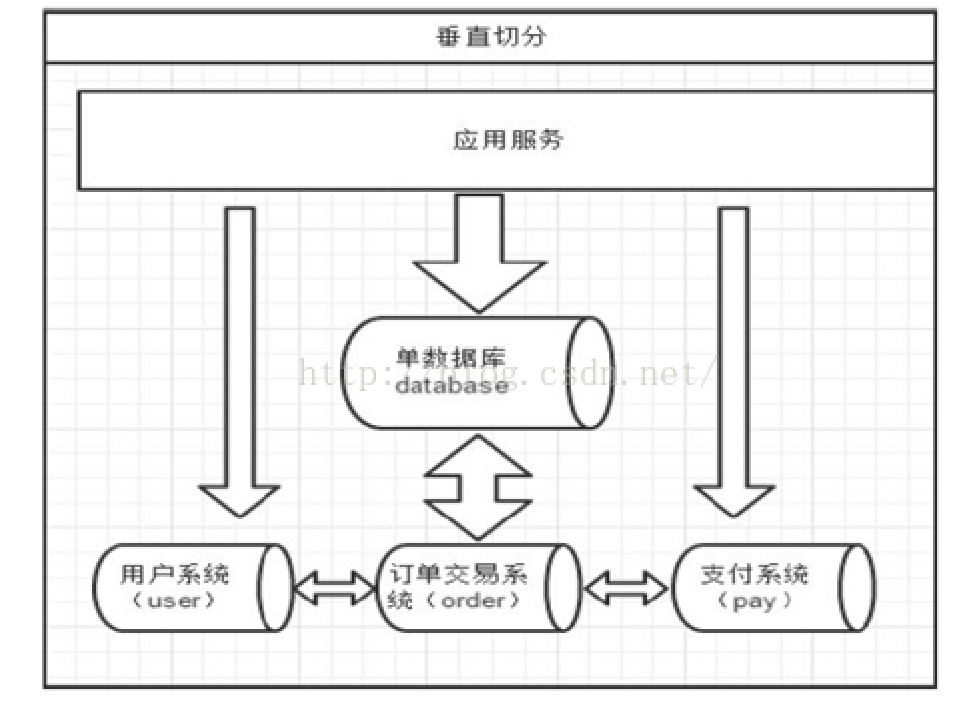 垂直切分
应用服务
单数据库
database
http://blog.csdn.net/
用户系统
（user）
订单交易系
统（order）
支付系统
（pay）